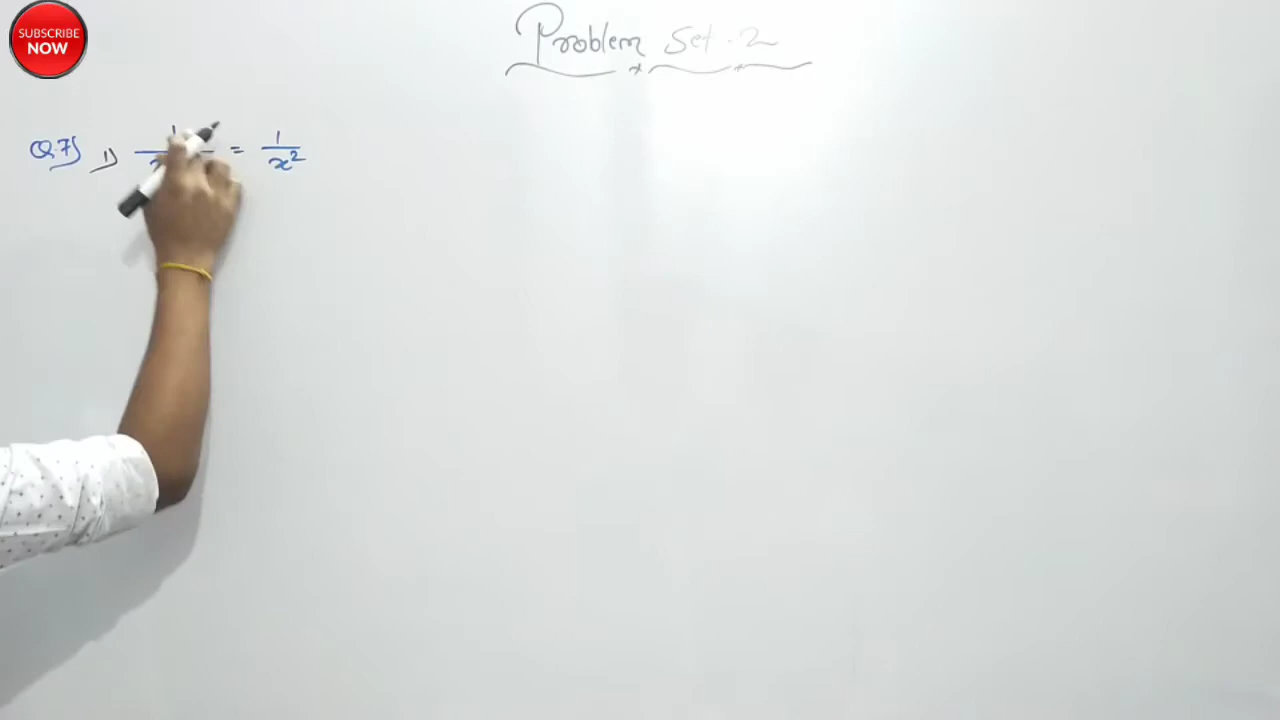 SUBSCRIBE
NOW
Problem Set-2
Q.7) 1) = 1/x²